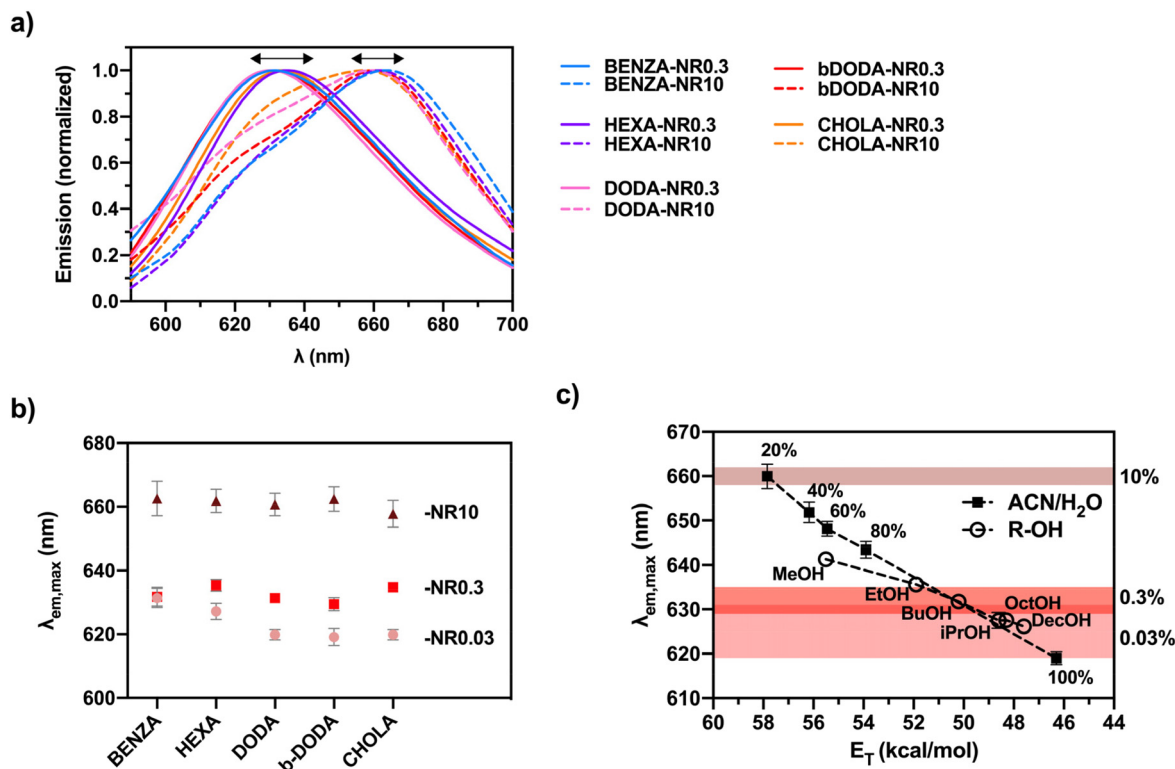 a)
Emission (normalized)
1.0
0.8
0.6
0.4
0.2
0.0
600 620 640 660 680 700
λ (nm)
BENZA-NR0.3
BENZA-NR10
HEXA-NR0.3
HEXA-NR10
DODA-NR0.3
DODA-NR10
bDODA-NR0.3
bDODA-NR10
CHOLA-NR0.3
CHOLA-NR10
b)
λem,max (nm)
680
660
640
620
600
-NR10
-NR0.3
-NR0.03
BENZA
HEXA
DODA
b-DODA
CHOLA
c)
λem,max (nm)
670
660
650
640
630
620
610
20%
40%
60%
80%
100%
MeOH
EtOH
BuOH
iPrOH
OctOH
DecOH
ACN/H₂O
R-OH
10%
0.3%
0.03%
60 58 56 54 52 50 48 46 44
ET (kcal/mol)